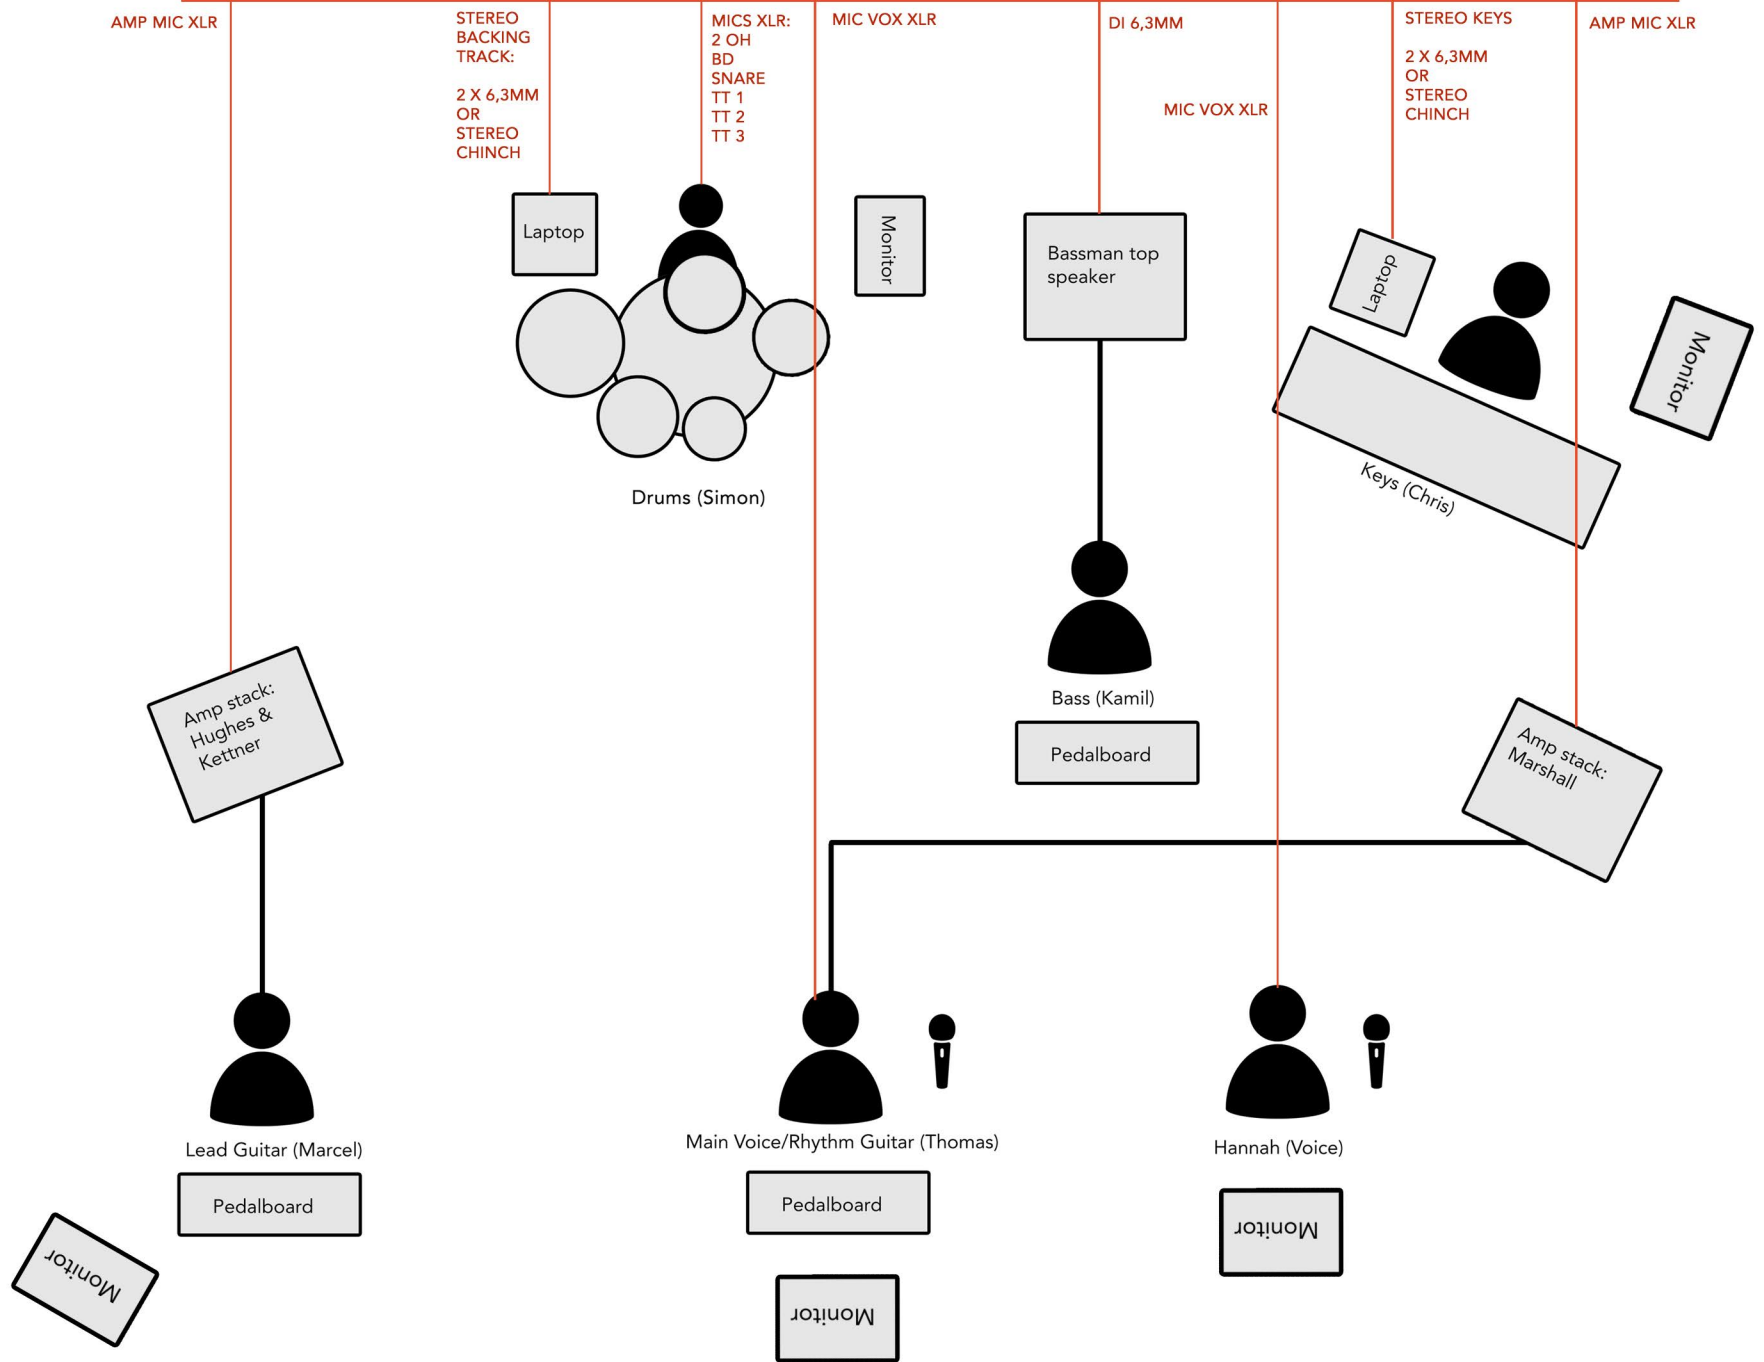 AMP MIC XLR
STEREO
BACKING
TRACK:
2 X 6,3MM
OR
STEREO
CHINCH
MICS XLR:
2 OH
BD
SNARE
TT 1
TT 2
TT 3
MIC VOX XLR
DI 6,3MM
MIC VOX XLR
STEREO KEYS
2 X 6,3MM
OR
STEREO
CHINCH
AMP MIC XLR
Laptop
Monitor
Bassman top
speaker
Laptop
Monitor
Keys (Chris)
Drums (Simon)
Amp stack:
Hughes &
Kettner
Bass (Kamil)
Pedalboard
Amp stack:
Marshall
Lead Guitar (Marcel)
Pedalboard
Monitor
Main Voice/Rhythm Guitar (Thomas)
Pedalboard
Monitor
Hannah (Voice)
Monitor